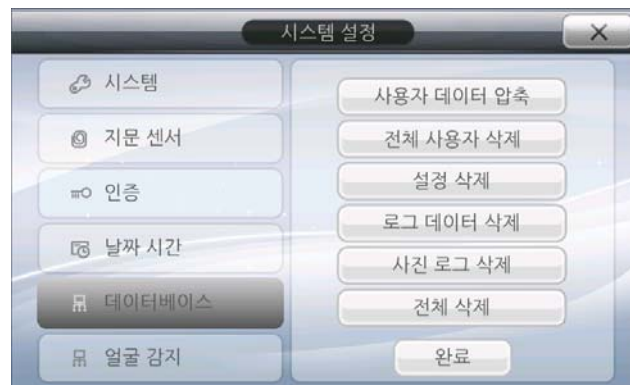 시스템 설정
시스템
지문 센서
인증
날짜 시간
데이터베이스
얼굴 감지
사용자 데이터 압축
전체 사용자 삭제
설정 삭제
로그 데이터 삭제
사진 로그 삭제
전체 삭제
완료